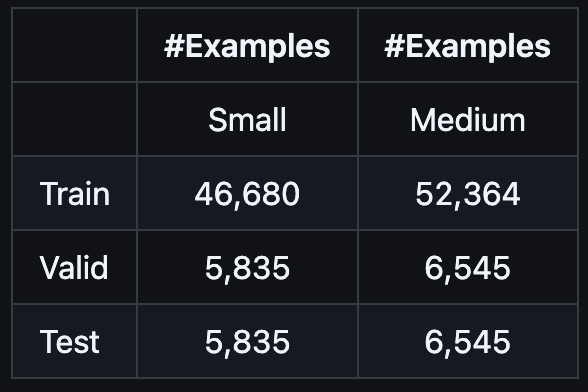 #Examples #Examples
Small Medium
Train 46,680 52,364
Valid 5,835 6,545
Test 5,835 6,545